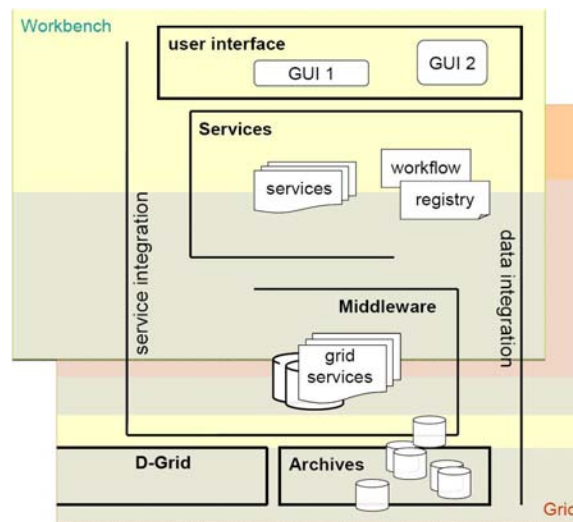 Workbench
user interface
GUI 1
GUI 2
Services
services
workflow
registry
service integration
data integration
Middleware
grid
services
D-Grid
Archives
Grid